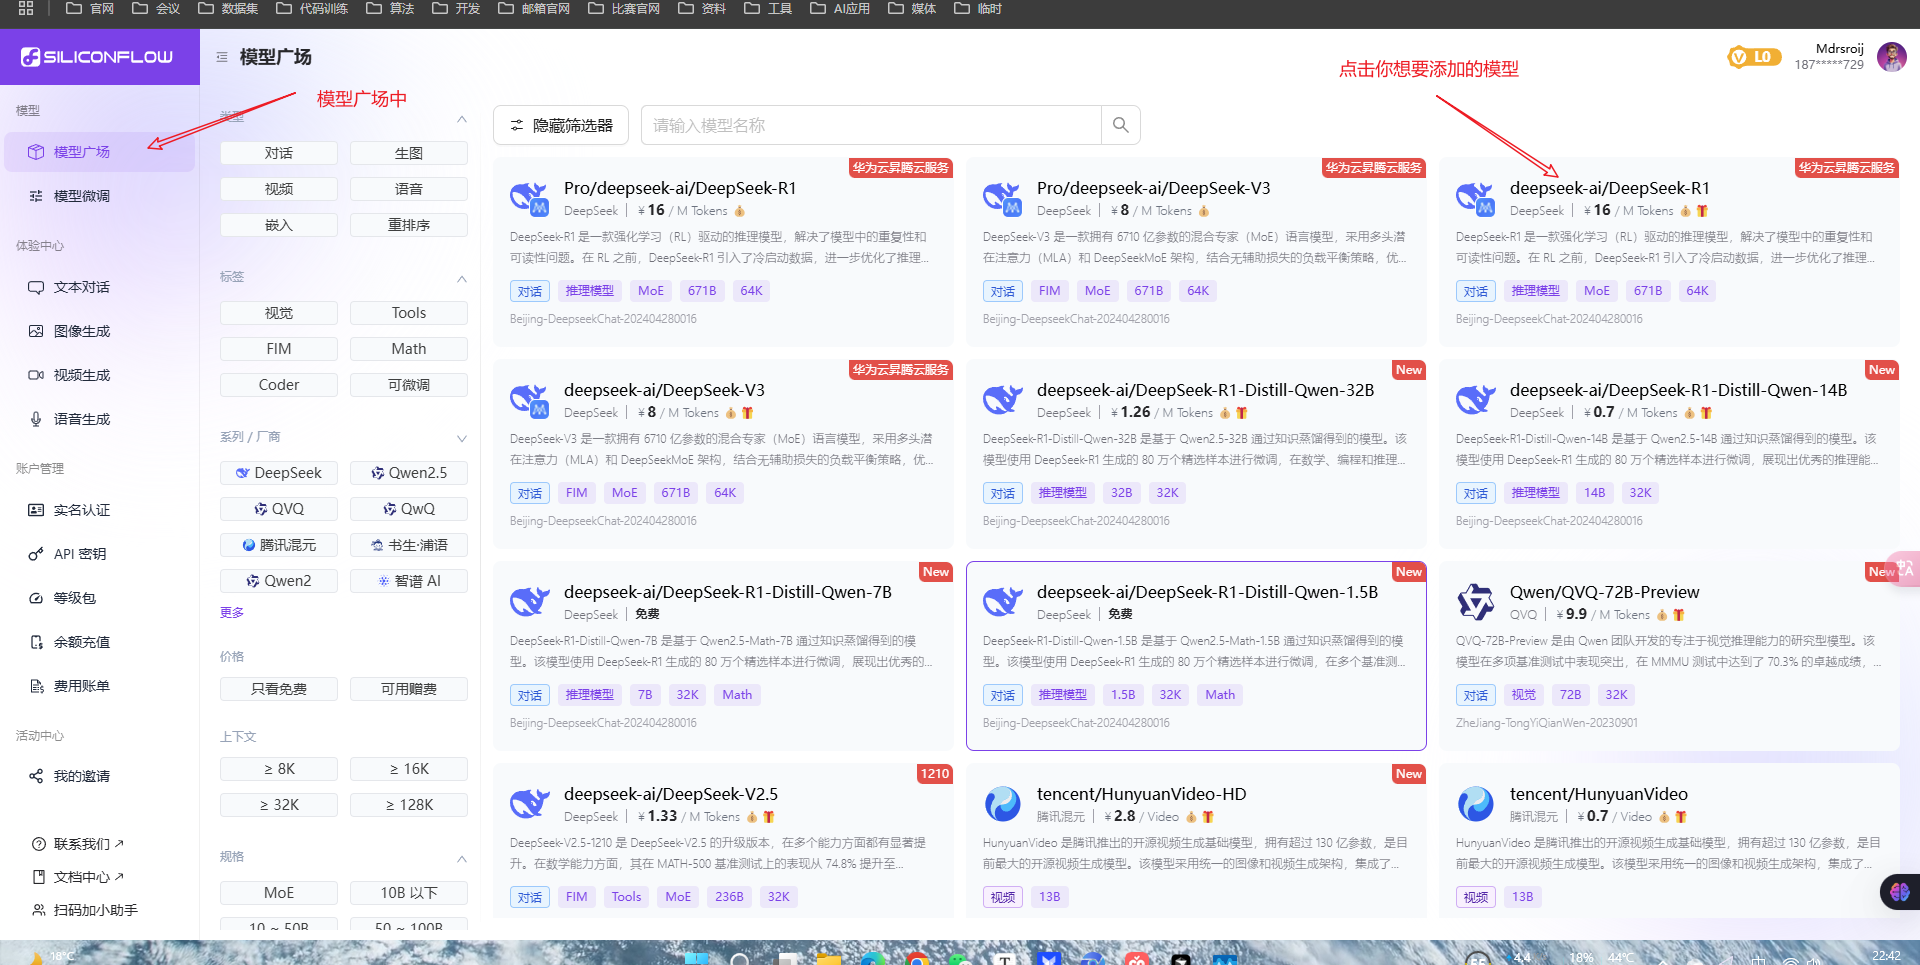 官网 会议 数据集 代码训练 算法 开发 邮箱官网 比赛官网 资料 工具 AI应用 媒体 临时
SILICONFLOW
模型广场
L0
Mdrsroij
187*****729
点击你想要添加的模型
模型广场中
模型
模型广场
模型微调
体验中心
文本对话
图像生成
视频生成
语音生成
账户管理
实名认证
API 密钥
等级包
余额充值
费用账单
活动中心
我的邀请
联系我们
文档中心
扫码加小助手
类型
对话 生图
视频 语音
嵌入 重排序
标签
视觉 Tools
FIM Math
Coder 可微调
系列 / 厂商
DeepSeek Qwen2.5
QVQ QwQ
腾讯混元 书生·浦语
Qwen2 智谱 AI
更多
价格
只看免费 可用赠费
上下文
≥ 8K ≥ 16K
≥ 32K ≥ 128K
规格
MoE 10B 以下
10 ~ 50B 50 ~ 100B
隐藏筛选器
请输入模型名称
华为云昇腾云服务
Pro/deepseek-ai/DeepSeek-R1
DeepSeek | ¥ 16 / M Tokens
DeepSeek-R1 是一款强化学习（RL）驱动的推理模型，解决了模型中的重复性和
可读性问题。在 RL 之前，DeepSeek-R1 引入了冷启动数据，进一步优化了推理...
对话 推理模型 MoE 671B 64K
Beijing-DeepseekChat-202404280016
华为云昇腾云服务
Pro/deepseek-ai/DeepSeek-V3
DeepSeek | ¥ 8 / M Tokens
DeepSeek-V3 是一款拥有 6710 亿参数的混合专家（MoE）语言模型，采用多头潜
在注意力（MLA）和 DeepSeekMoE 架构，结合无辅助损失的负载平衡策略，优...
对话 FIM MoE 671B 64K
Beijing-DeepseekChat-202404280016
华为云昇腾云服务
deepseek-ai/DeepSeek-R1
DeepSeek | ¥ 16 / M Tokens
DeepSeek-R1 是一款强化学习（RL）驱动的推理模型，解决了模型中的重复性和
可读性问题。在 RL 之前，DeepSeek-R1 引入了冷启动数据，进一步优化了推理...
对话 推理模型 MoE 671B 64K
Beijing-DeepseekChat-202404280016
华为云昇腾云服务
deepseek-ai/DeepSeek-V3
DeepSeek | ¥ 8 / M Tokens
DeepSeek-V3 是一款拥有 6710 亿参数的混合专家（MoE）语言模型，采用多头潜
在注意力（MLA）和 DeepSeekMoE 架构，结合无辅助损失的负载平衡策略，优...
对话 FIM MoE 671B 64K
Beijing-DeepseekChat-202404280016
New
deepseek-ai/DeepSeek-R1-Distill-Qwen-32B
DeepSeek | ¥ 1.26 / M Tokens
DeepSeek-R1-Distill-Qwen-32B 是基于 Qwen2.5-32B 通过知识蒸馏得到的模型。该
模型使用 DeepSeek-R1 生成的 80 万个精选样本进行微调，在数学、编程和推理...
对话 推理模型 32B 32K
Beijing-DeepseekChat-202404280016
New
deepseek-ai/DeepSeek-R1-Distill-Qwen-14B
DeepSeek | ¥ 0.7 / M Tokens
DeepSeek-R1-Distill-Qwen-14B 是基于 Qwen2.5-14B 通过知识蒸馏得到的模型。该
模型使用 DeepSeek-R1 生成的 80 万个精选样本进行微调，展现出优秀的推理能...
对话 推理模型 14B 32K
Beijing-DeepseekChat-202404280016
New
deepseek-ai/DeepSeek-R1-Distill-Qwen-7B
DeepSeek | 免费
DeepSeek-R1-Distill-Qwen-7B 是基于 Qwen2.5-Math-7B 通过知识蒸馏得到的模
型。该模型使用 DeepSeek-R1 生成的 80 万个精选样本进行微调，展现出优秀的...
对话 推理模型 7B 32K Math
Beijing-DeepseekChat-202404280016
New
deepseek-ai/DeepSeek-R1-Distill-Qwen-1.5B
DeepSeek | 免费
DeepSeek-R1-Distill-Qwen-1.5B 是基于 Qwen2.5-Math-1.5B 通过知识蒸馏得到的模
型。该模型使用 DeepSeek-R1 生成的 80 万个精选样本进行微调，在多个基准测...
对话 推理模型 1.5B 32K Math
Beijing-DeepseekChat-202404280016
New
Qwen/QVQ-72B-Preview
QVQ | ¥ 9.9 / M Tokens
QVQ-72B-Preview 是由 Qwen 团队开发的专注于视觉推理能力的研究型模型。该
模型在多项基准测试中表现突出，在 MMMU 测试中达到了 70.3% 的卓越成绩，...
对话 视觉 72B 32K
ZheJiang-TongYiQianWen-20230901
1210
deepseek-ai/DeepSeek-V2.5
DeepSeek | ¥ 1.33 / M Tokens
DeepSeek-V2.5-1210 是 DeepSeek-V2.5 的升级版本，在多个能力方面都有显著提
升。在数学能力方面，其在 MATH-500 基准测试上的表现从 74.8% 提升至...
对话 FIM Tools MoE 236B 32K
New
tencent/HunyuanVideo-HD
腾讯混元 | ¥ 2.8 / Video
HunyuanVideo 是腾讯推出的开源视频生成基础模型，拥有超过 130 亿参数，是目
前最大的开源视频生成模型。该模型采用统一的图像和视频生成架构，集成了...
视频 13B
tencent/HunyuanVideo
腾讯混元 | ¥ 0.7 / Video
HunyuanVideo 是腾讯推出的开源视频生成基础模型，拥有超过 130 亿参数，是目
前最大的开源视频生成模型。该模型采用统一的图像和视频生成架构，集成了...
视频 13B
18°C
18% 44°C
22:42